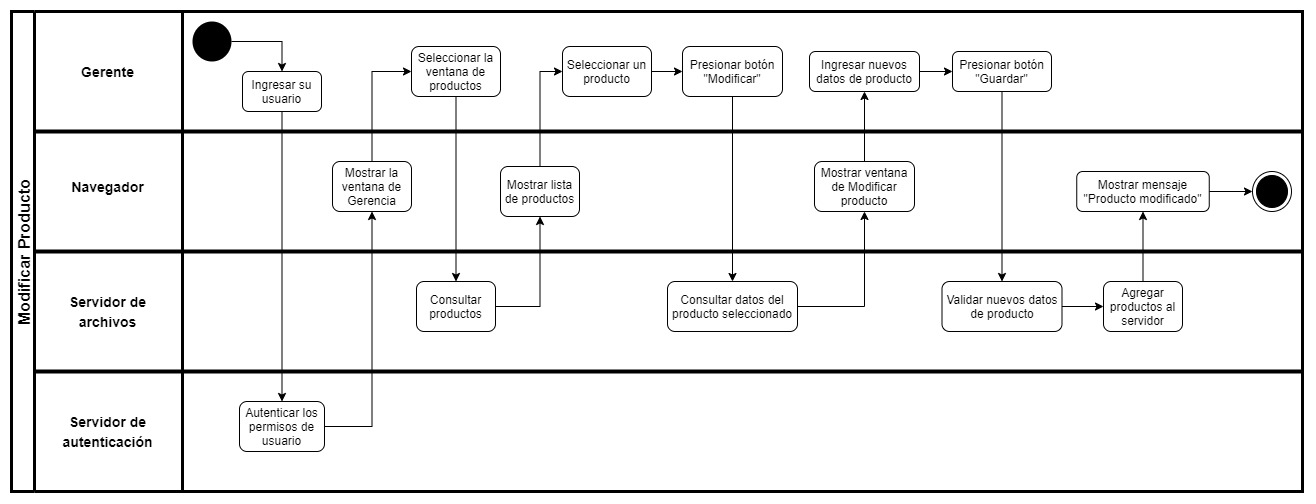 Modificar Producto
Gerente
Ingresar su
usuario
Seleccionar la
ventana de
productos
Seleccionar un
producto
Presionar botón
"Modificar"
Ingresar nuevos
datos de producto
Presionar botón
"Guardar"
Navegador
Mostrar la
ventana de
Gerencia
Mostrar lista
de productos
Mostrar ventana
de Modificar
producto
Mostrar mensaje
"Producto modificado"
Servidor de
archivos
Consultar
productos
Consultar datos del
producto seleccionado
Validar nuevos datos
de producto
Agregar
productos al
servidor
Servidor de
autenticación
Autenticar los
permisos de
usuario